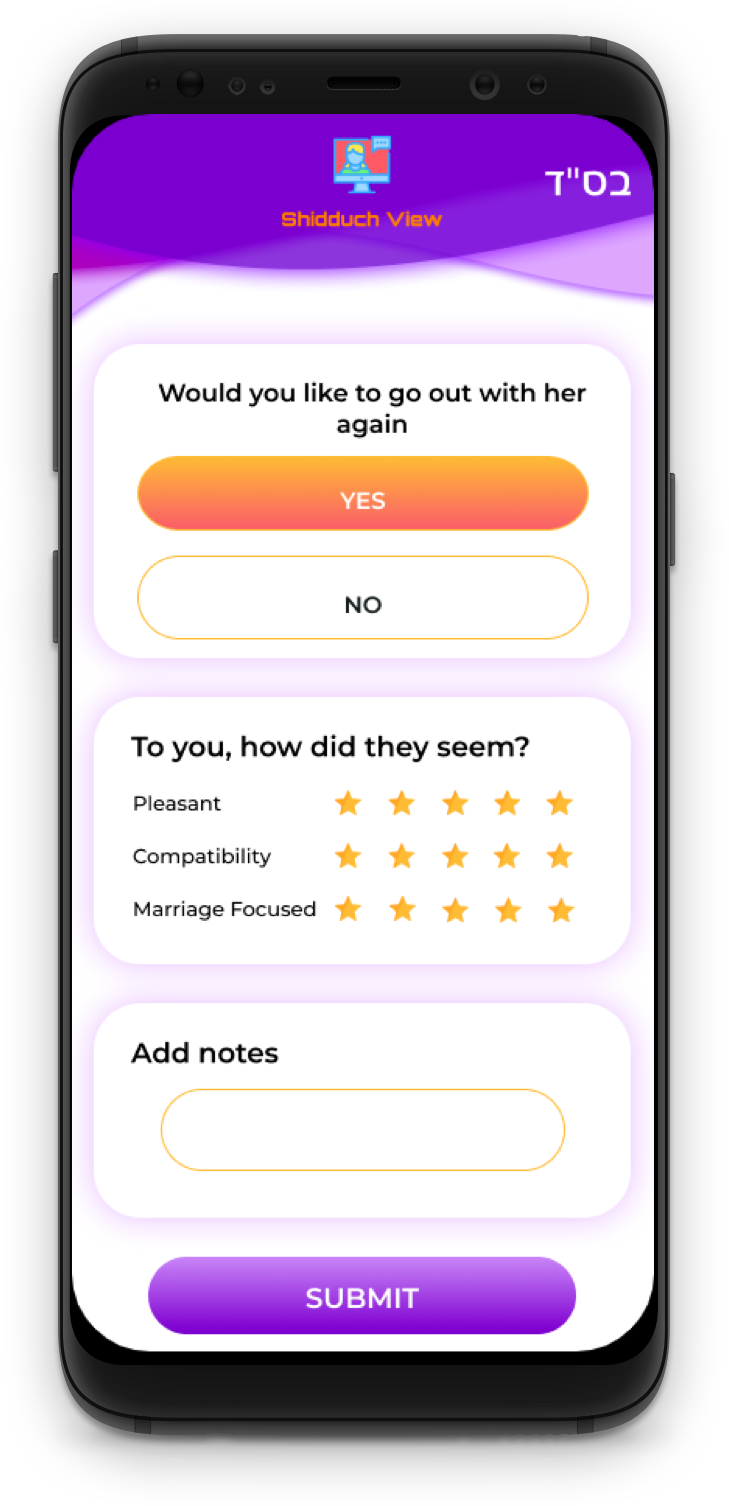 בס"ד
Shidduch View
Would you like to go out with her
again
YES
NO
To you, how did they seem?
Pleasant
Compatibility
Marriage Focused
Add notes
SUBMIT